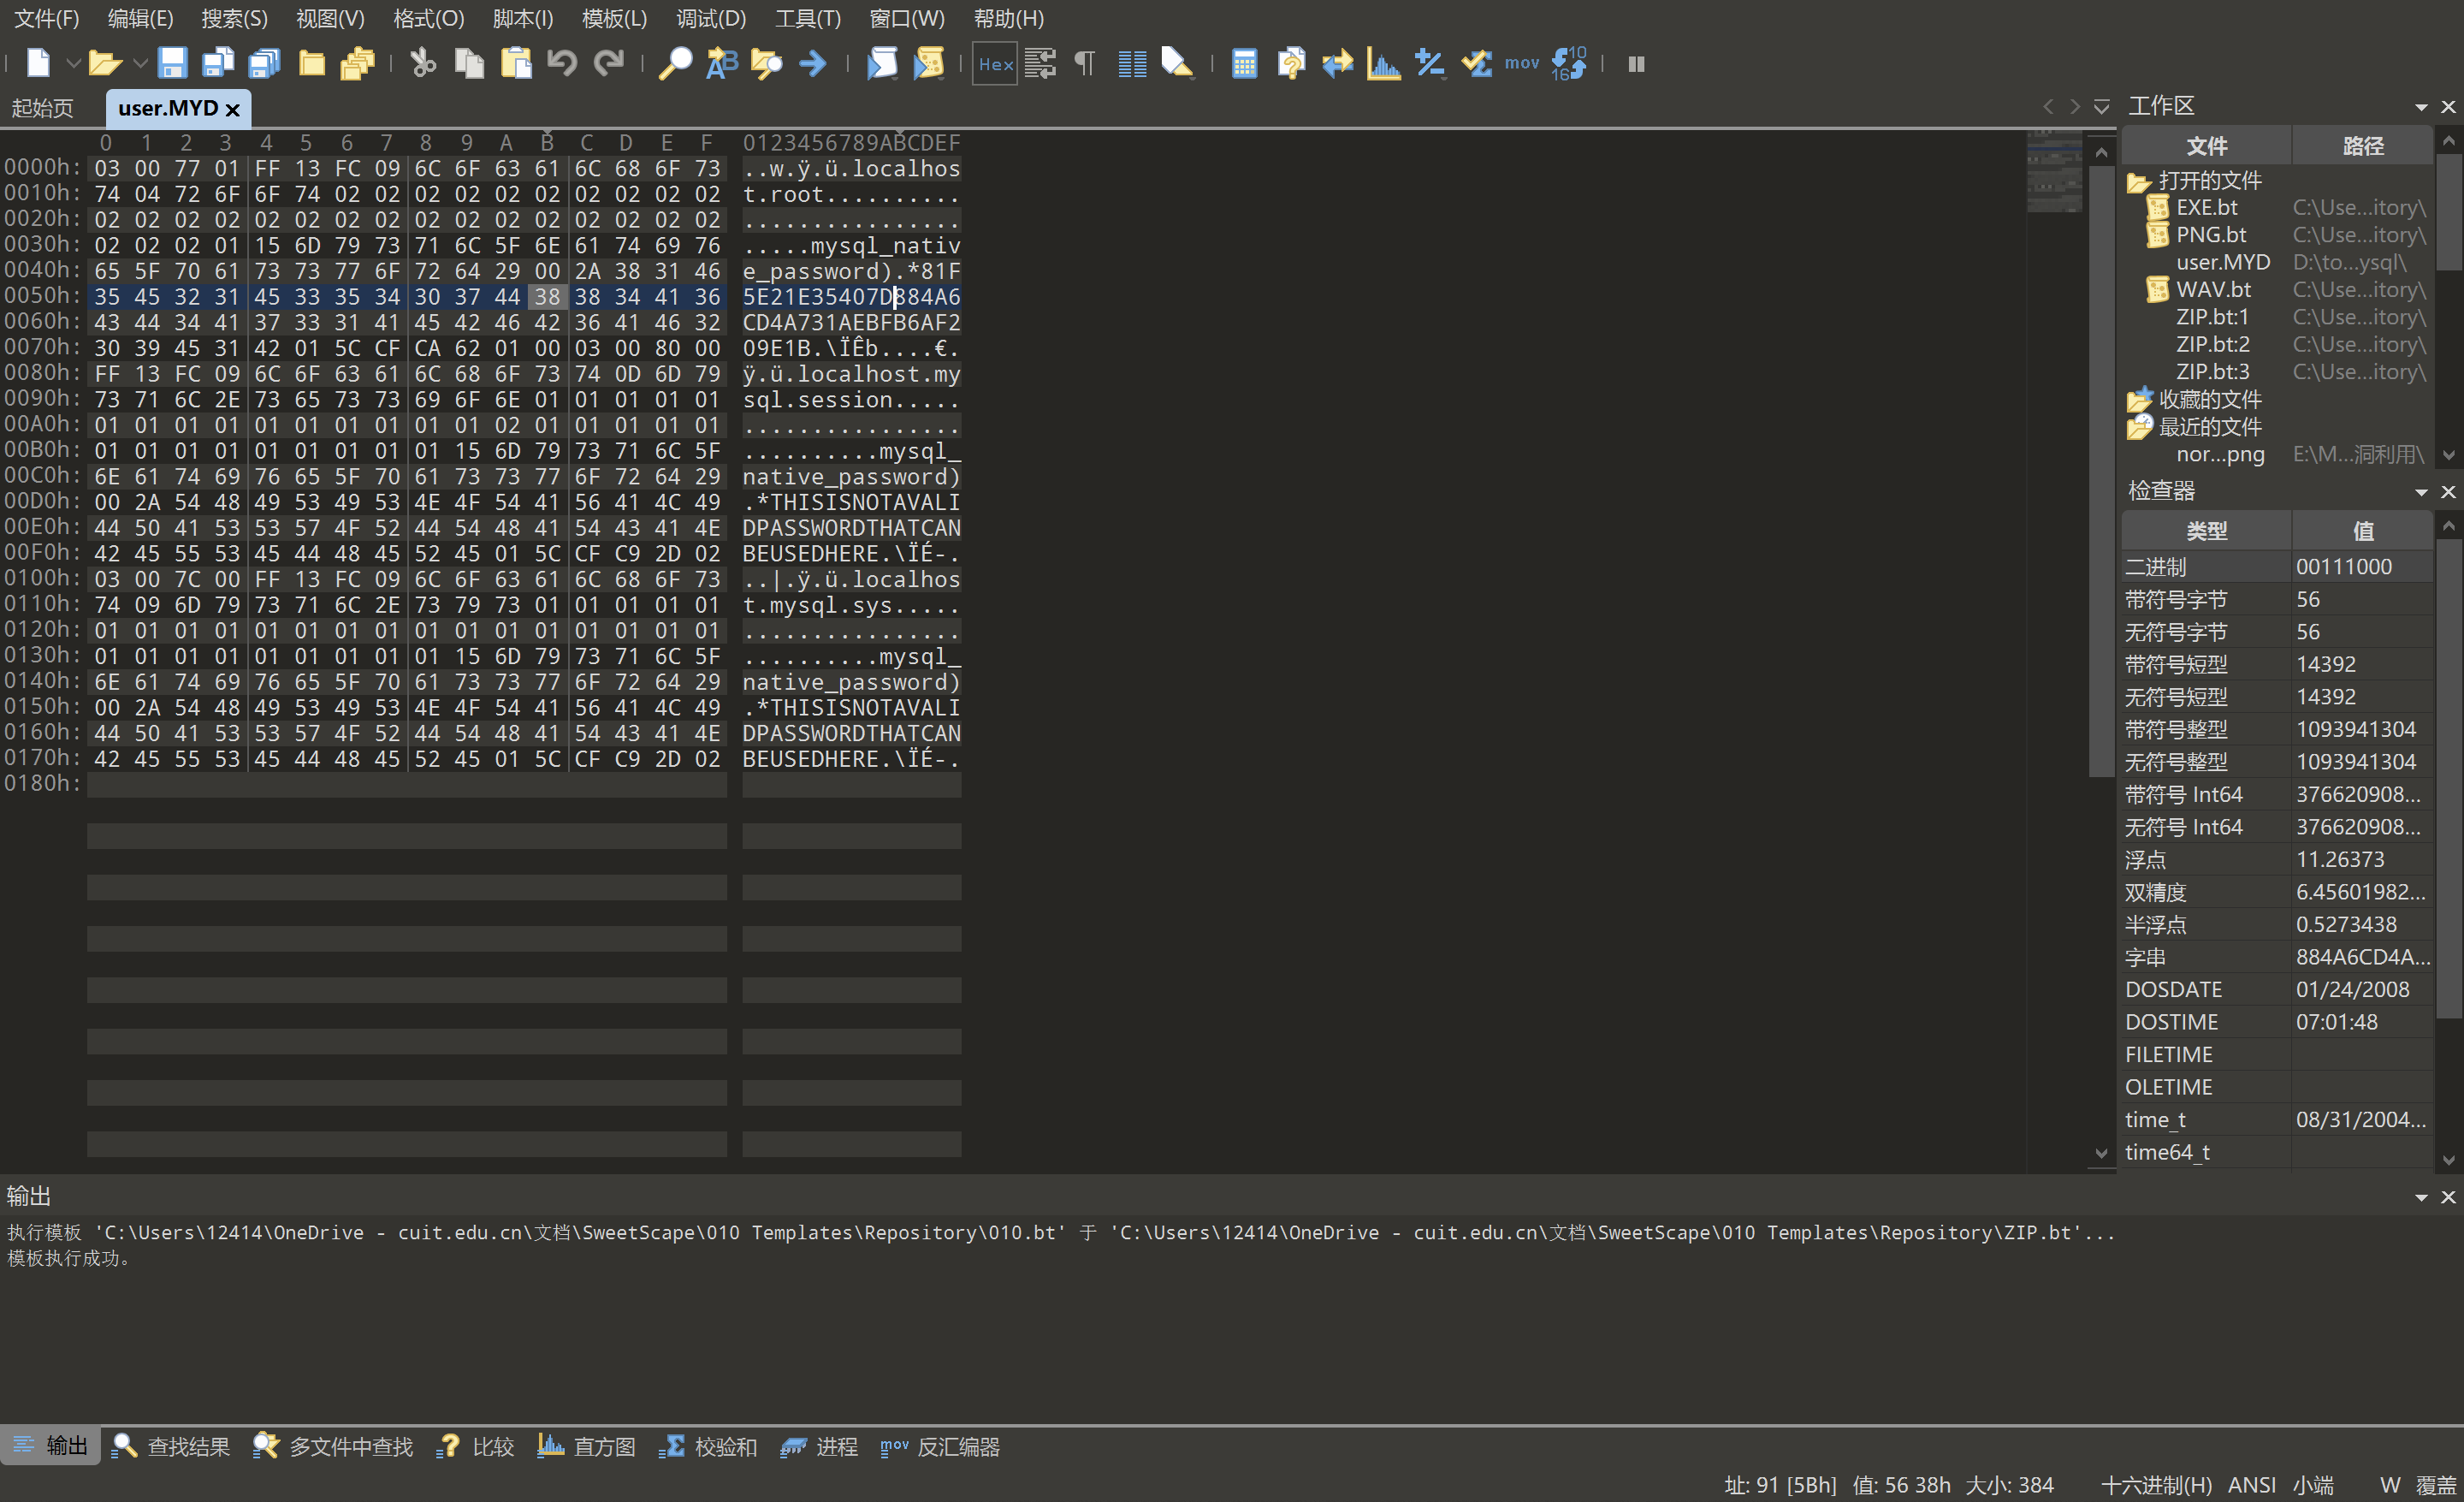 文件(F) 编辑(E) 搜索(S) 视图(V) 格式(O) 脚本(I) 模板(L) 调试(D) 工具(T) 窗口(W) 帮助(H)
Hex mov 10 16
起始页 user.MYD
0 1 2 3 4 5 6 7 8 9 A B C D E F 0123456789ABCDEF
0000h: 03 00 77 01 FF 13 FC 09 6C 6F 63 61 6C 68 6F 73 ..w.ÿ.ü.localhos
0010h: 74 04 72 6F 6F 74 02 02 02 02 02 02 02 02 02 02 t.root..........
0020h: 02 02 02 02 02 02 02 02 02 02 02 02 02 02 02 02 ................
0030h: 02 02 02 01 15 6D 79 73 71 6C 5F 6E 61 74 69 76 .....mysql_nativ
0040h: 65 5F 70 61 73 73 77 6F 72 64 29 00 2A 38 31 46 e_password).*81F
0050h: 35 45 32 31 45 33 35 34 30 37 44 38 38 34 41 36 5E21E35407D884A6
0060h: 43 44 34 41 37 33 31 41 45 42 46 42 36 41 46 32 CD4A731AEBFB6AF2
0070h: 30 39 45 31 42 01 5C CF CA 62 01 00 03 00 80 00 09E1B.\ÏÊb....€.
0080h: FF 13 FC 09 6C 6F 63 61 6C 68 6F 73 74 0D 6D 79 ÿ.ü.localhost.my
0090h: 73 71 6C 2E 73 65 73 73 69 6F 6E 01 01 01 01 01 sql.session.....
00A0h: 01 01 01 01 01 01 01 01 01 01 02 01 01 01 01 01 ................
00B0h: 01 01 01 01 01 01 01 01 01 15 6D 79 73 71 6C 5F ..........mysql_
00C0h: 6E 61 74 69 76 65 5F 70 61 73 73 77 6F 72 64 29 native_password)
00D0h: 00 2A 54 48 49 53 49 53 4E 4F 54 41 56 41 4C 49 .*THISISNOTAVALI
00E0h: 44 50 41 53 53 57 4F 52 44 54 48 41 54 43 41 4E DPASSWORDTHATCAN
00F0h: 42 45 55 53 45 44 48 45 52 45 01 5C CF C9 2D 02 BEUSEDHERE.\ÏÉ-.
0100h: 03 00 7C 00 FF 13 FC 09 6C 6F 63 61 6C 68 6F 73 ..|.ÿ.ü.localhos
0110h: 74 09 6D 79 73 71 6C 2E 73 79 73 01 01 01 01 01 t.mysql.sys.....
0120h: 01 01 01 01 01 01 01 01 01 01 01 01 01 01 01 01 ................
0130h: 01 01 01 01 01 01 01 01 01 15 6D 79 73 71 6C 5F ..........mysql_
0140h: 6E 61 74 69 76 65 5F 70 61 73 73 77 6F 72 64 29 native_password)
0150h: 00 2A 54 48 49 53 49 53 4E 4F 54 41 56 41 4C 49 .*THISISNOTAVALI
0160h: 44 50 41 53 53 57 4F 52 44 54 48 41 54 43 41 4E DPASSWORDTHATCAN
0170h: 42 45 55 53 45 44 48 45 52 45 01 5C CF C9 2D 02 BEUSEDHERE.\ÏÉ-.
0180h:
工作区
文件 路径
打开的文件
EXE.bt C:\Use...itory\
PNG.bt C:\Use...itory\
user.MYD D:\to...ysql\
WAV.bt C:\Use...itory\
ZIP.bt:1 C:\Use...itory\
ZIP.bt:2 C:\Use...itory\
ZIP.bt:3 C:\Use...itory\
收藏的文件
最近的文件
nor...png E:\M...洞利用\
检查器
类型 值
二进制 00111000
带符号字节 56
无符号字节 56
带符号短型 14392
无符号短型 14392
带符号整型 1093941304
无符号整型 1093941304
带符号 Int64 376620908...
无符号 Int64 376620908...
浮点 11.26373
双精度 6.45601982...
半浮点 0.5273438
字串 884A6CD4A...
DOSDATE 01/24/2008
DOSTIME 07:01:48
FILETIME
OLETIME
time_t 08/31/2004...
time64_t
输出
执行模板 'C:\Users\12414\OneDrive - cuit.edu.cn\文档\SweetScape\010 Templates\Repository\010.bt' 于 'C:\Users\12414\OneDrive - cuit.edu.cn\文档\SweetScape\010 Templates\Repository\ZIP.bt'...
模板执行成功。
输出 查找结果 多文件中查找 比较 直方图 校验和 进程 mov 反汇编器
址: 91 [5Bh] 值: 56 38h 大小: 384 十六进制(H) ANSI 小端 W 覆盖